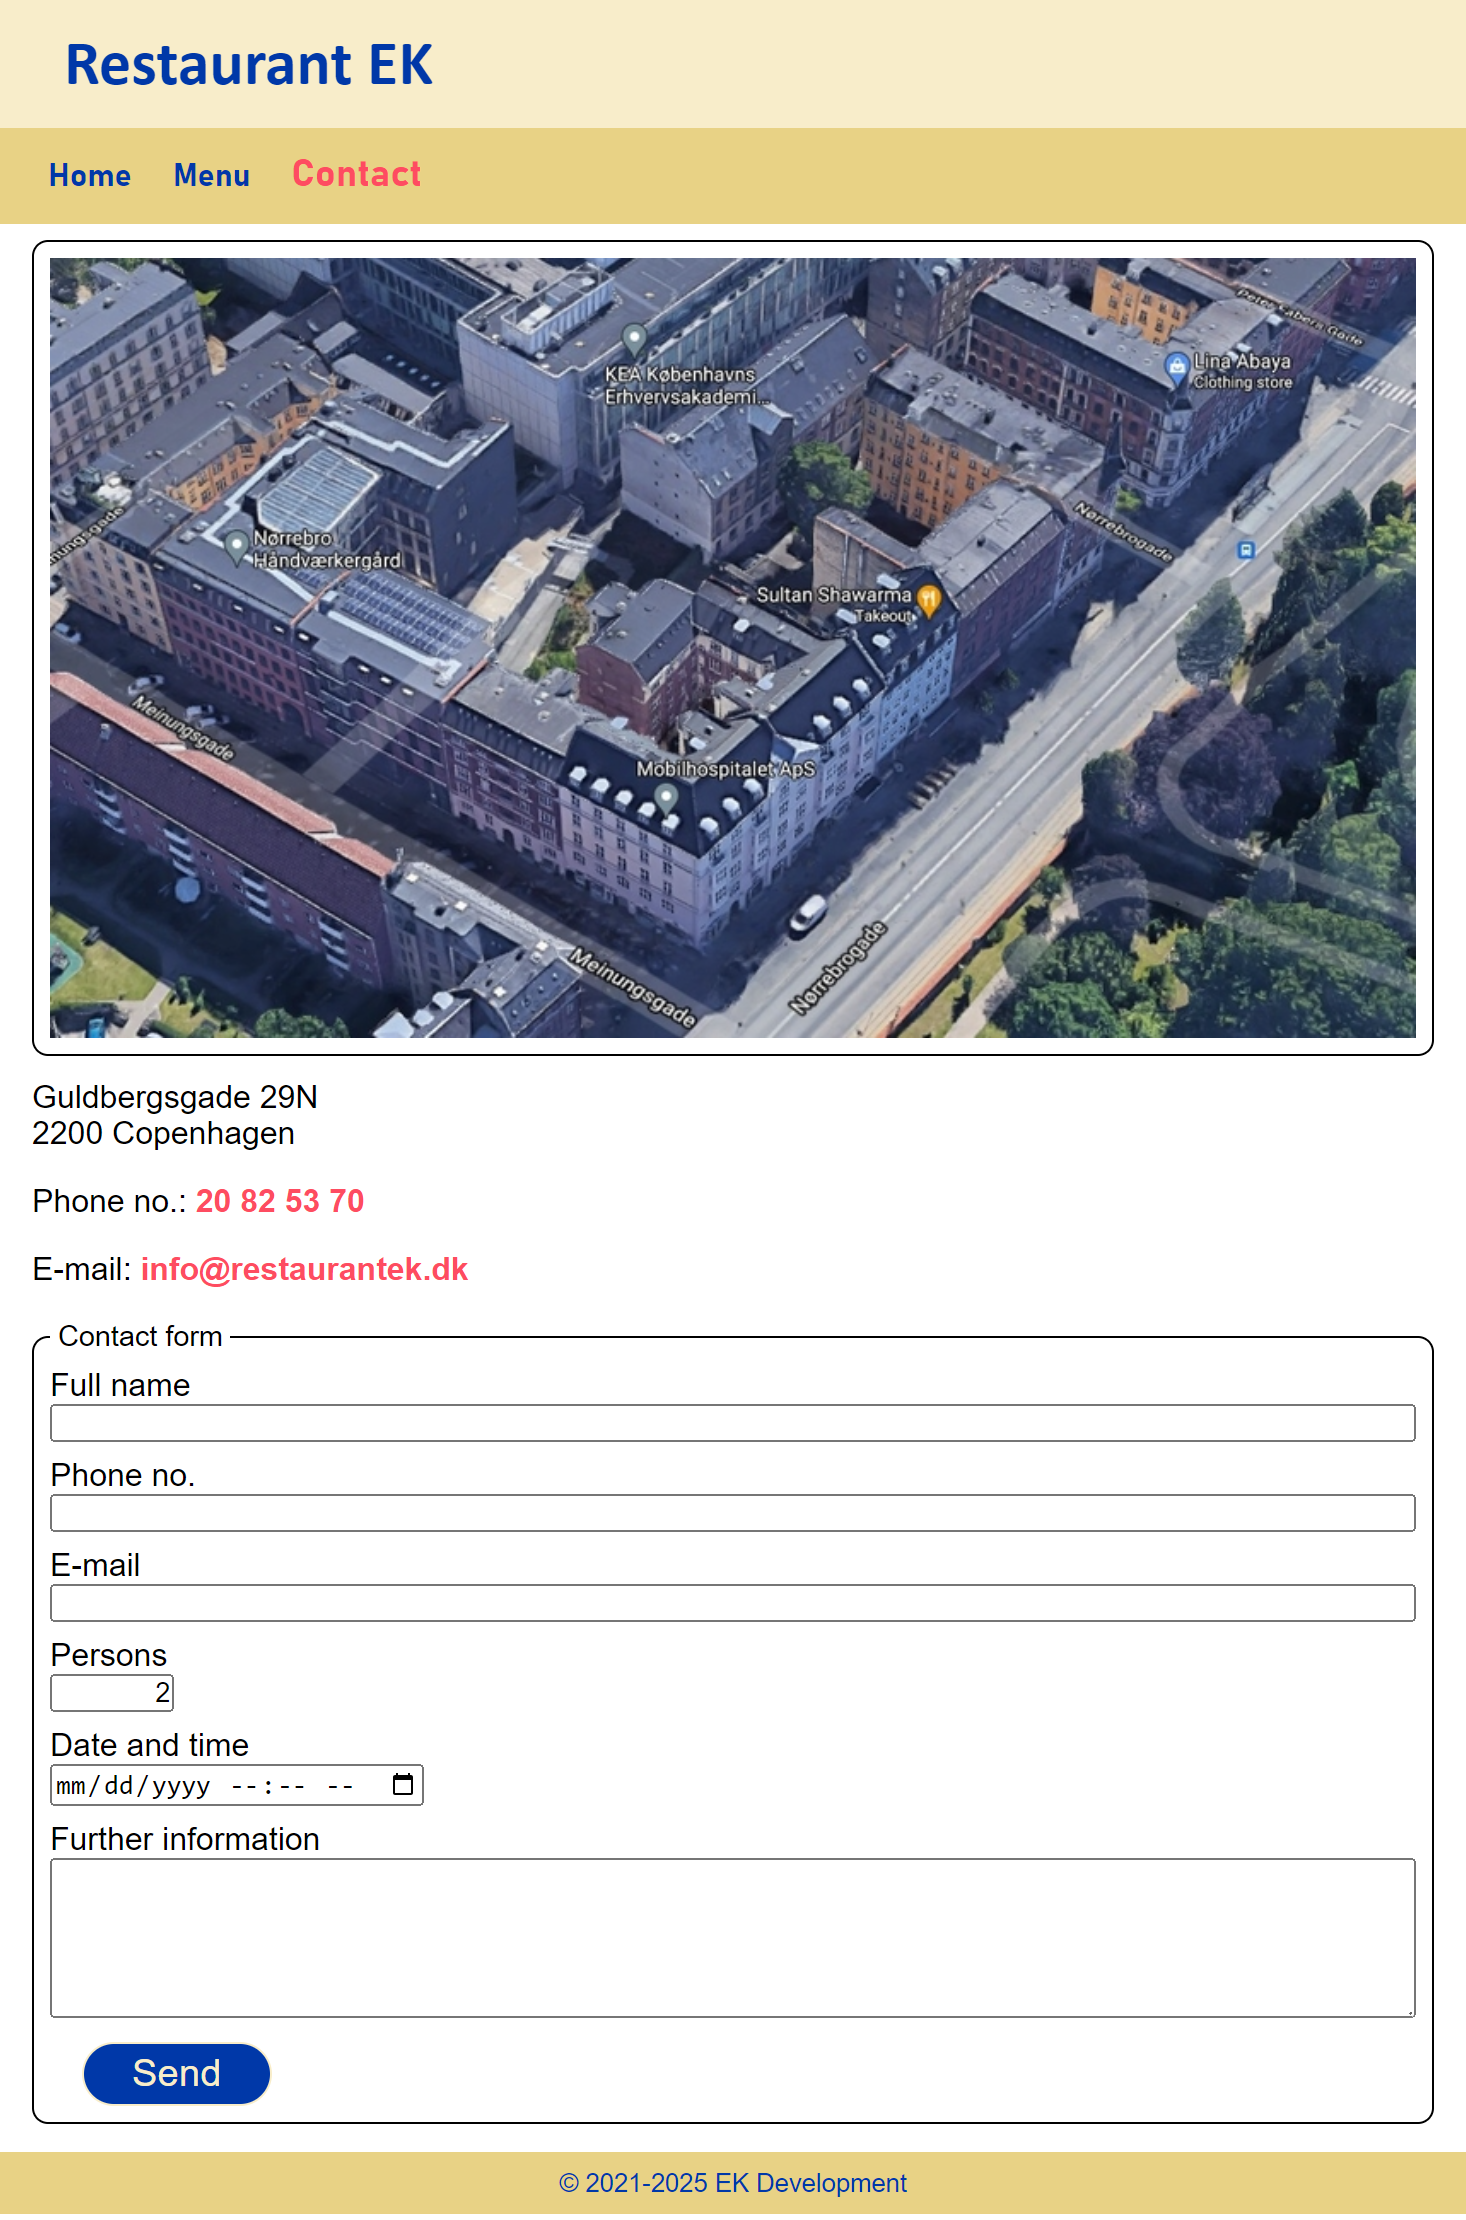 Restaurant EK
Home Menu Contact
Peter Fabers Gade
KEA Københavns
Erhvervsakademi...
Lina Abaya
Clothing store
Nørrebrogade
Nørrebro
Håndværkergård
Sultan Shawarma
Takeout
Meinungsgade
Mobilhospitalet ApS
Meinungsgade
Nørrebrogade
Guldbergsgade 29N
2200 Copenhagen
Phone no.: 20 82 53 70
E-mail: info@restaurantek.dk
Contact form
Full name
Phone no.
E-mail
Persons
2
Date and time
mm/dd/yyyy --:-- --
Further information
Send
© 2021-2025 EK Development